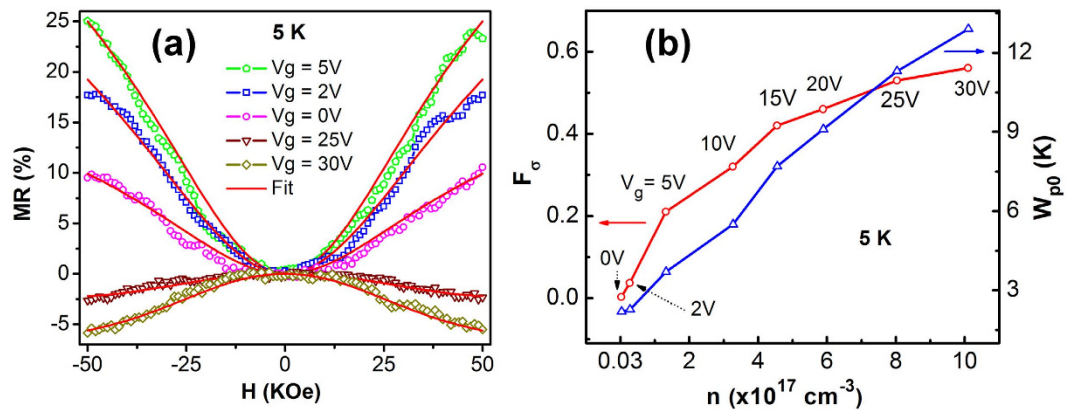 (a)
5 K
Vg = 5V
Vg = 2V
Vg = 0V
Vg = 25V
Vg = 30V
Fit
MR (%)
25
20
15
10
5
0
-5
-50
-25
0
25
50
H (KOe)
(b)
0.6
0.4
0.2
0.0
Fσ
Vg= 5V
0V
2V
10V
15V
20V
25V
30V
5 K
12
9
6
3
Wp0 (K)
0.03
2
4
6
8
10
n (x10^17 cm^-3)